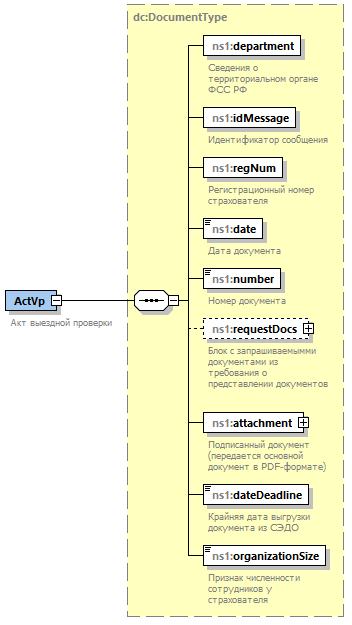 dc:DocumentType
ns1:department
Сведения о
территориальном органе
ФСС РФ
ns1:idMessage
Идентификатор сообщения
ns1:regNum
Регистрационный номер
страхователя
ns1:date
Дата документа
ActVp
Акт выездной проверки
ns1:number
Номер документа
ns1:requestDocs
Блок с запрашиваемымми
документами из
требования о
представлении документов
ns1:attachment
Подписанный документ
(передается основной
документ в PDF-формате)
ns1:dateDeadline
Крайняя дата выгрузки
документа из СЭДО
ns1:organizationSize
Признак численности
сотрудников у
страхователя